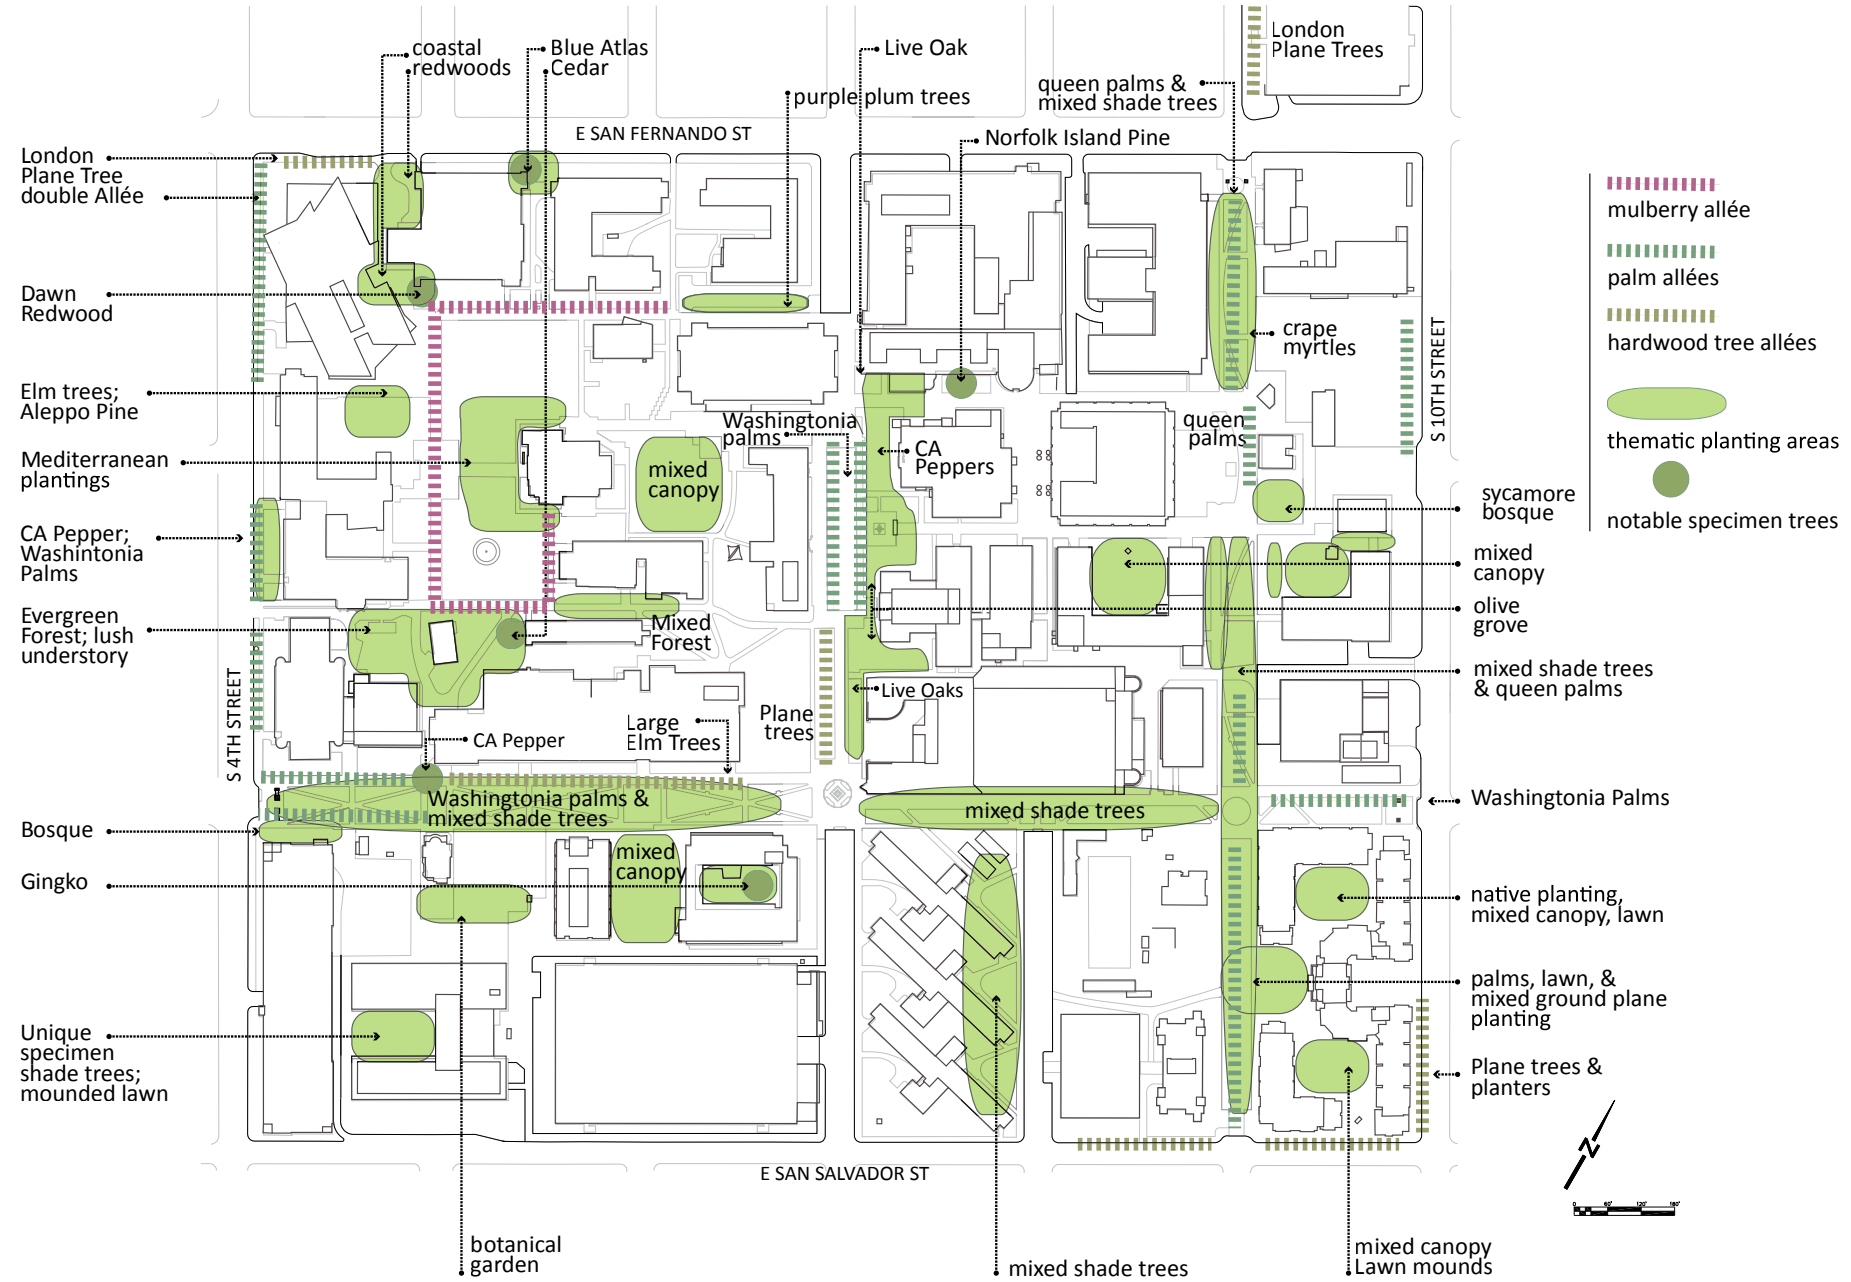 coastal
redwoods
Blue Atlas
Cedar
Live Oak
London
Plane Trees
queen palms &
mixed shade trees
purple plum trees
E SAN FERNANDO ST
Norfolk Island Pine
London
Plane Tree
double Allée
Dawn
Redwood
Elm trees;
Aleppo Pine
Mediterranean
plantings
CA Pepper;
Washintonia
Palms
Evergreen
Forest; lush
understory
S 4TH STREET
Bosque
Gingko
Unique
specimen
shade trees;
mounded lawn
mixed
canopy
Washingtonia
palms
CA
Peppers
queen
palms
crape
myrtles
S 10TH STREET
Mixed
Forest
Live Oaks
Plane
trees
Large
Elm Trees
CA Pepper
Washingtonia palms &
mixed shade trees
mixed shade trees
mixed
canopy
mulberry allée
palm allées
hardwood tree allées
thematic planting areas
notable specimen trees
sycamore
bosque
mixed
canopy
olive
grove
mixed shade trees
& queen palms
Washingtonia Palms
native planting,
mixed canopy, lawn
palms, lawn, &
mixed ground plane
planting
Plane trees &
planters
N
0 60' 120' 180'
E SAN SALVADOR ST
botanical
garden
mixed shade trees
mixed canopy
Lawn mounds